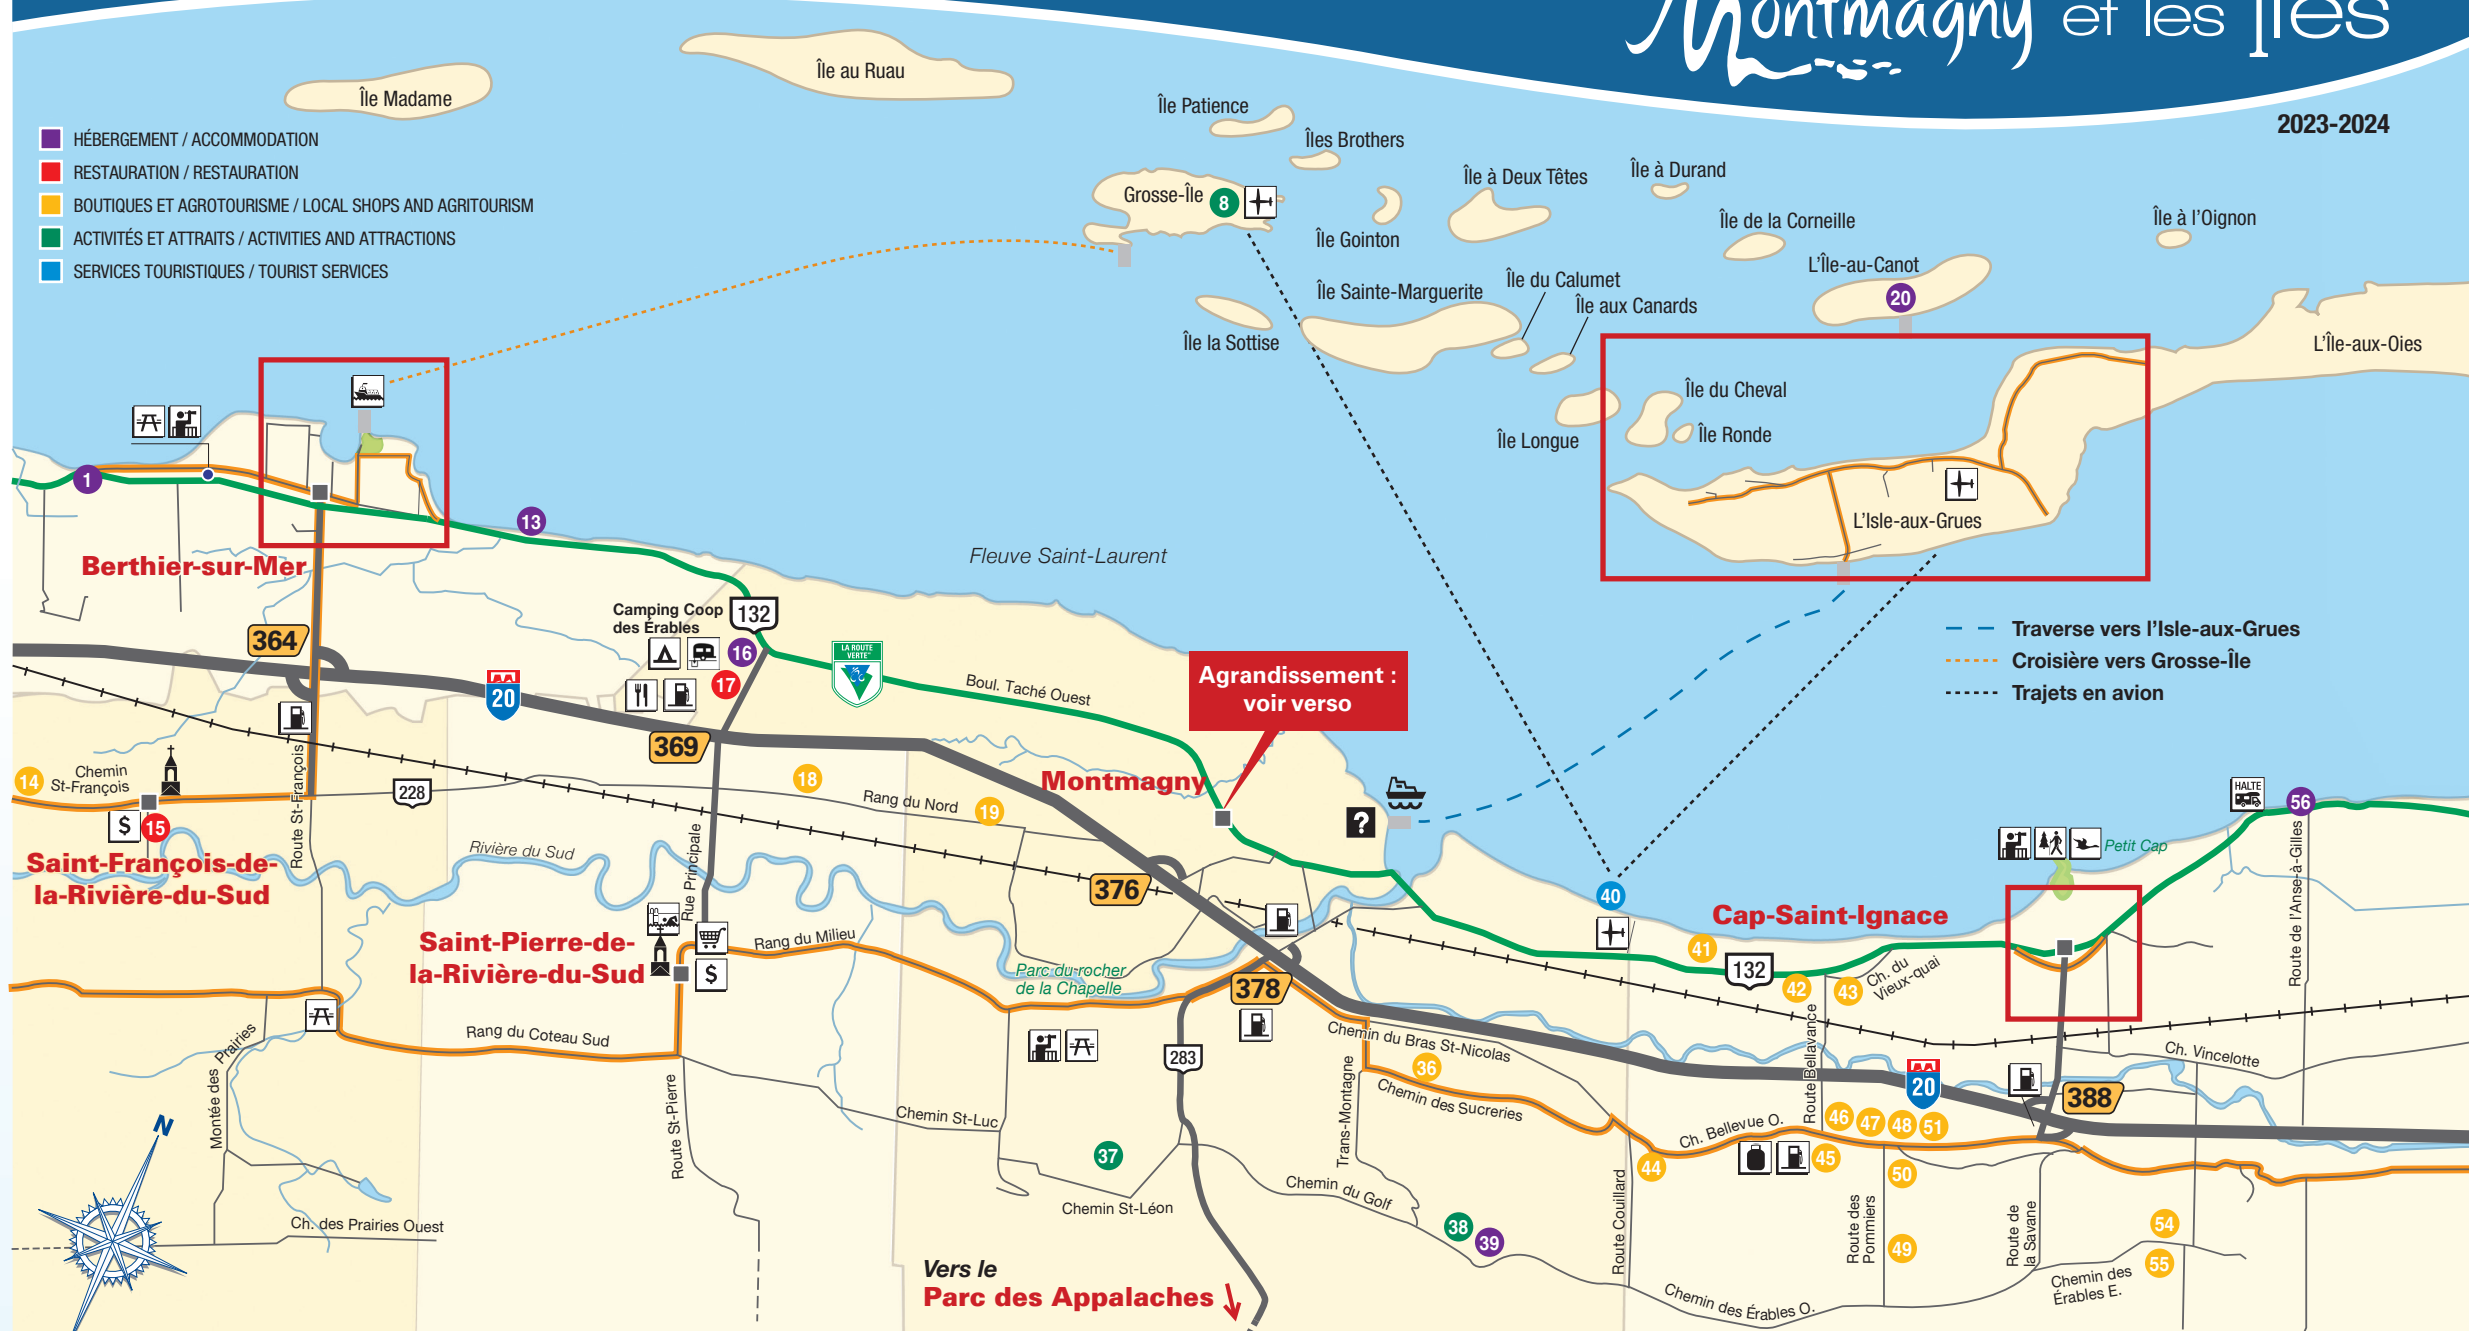 Montmagny et les Îles
2023-2024
Île Madame
Île au Ruau
HÉBERGEMENT / ACCOMMODATION
RESTAURATION / RESTAURATION
BOUTIQUES ET AGROTOURISME / LOCAL SHOPS AND AGRITOURISM
ACTIVITÉS ET ATTRAITS / ACTIVITIES AND ATTRACTIONS
SERVICES TOURISTIQUES / TOURIST SERVICES
Île Patience
Îles Brothers
Grosse-Île
8
Île Gointon
Île à Deux Têtes
Île à Durand
Île de la Corneille
Île à l'Oignon
L'Île-au-Canot
20
Île Sainte-Marguerite
Île du Calumet
Île aux Canards
Île la Sottise
L'Île-aux-Oies
Île du Cheval
Île Ronde
Île Longue
L'Isle-aux-Grues
1
13
Berthier-sur-Mer
Fleuve Saint-Laurent
Camping Coop
des Érables
132
16
17
364
20
LA ROUTE
VERTE
Boul. Taché Ouest
Agrandissement :
voir verso
Traverse vers l'Isle-aux-Grues
Croisière vers Grosse-Île
Trajets en avion
369
14
Chemin
St-François
$
15
Saint-François-de-
la-Rivière-du-Sud
Route St-François
228
18
Rang du Nord
19
Montmagny
?
HALTE
56
Petit Cap
Route de l'Anse-à-Gilles
Rivière du Sud
Rue Principale
376
40
Cap-Saint-Ignace
41
132
42
43
Ch. du
Vieux-quai
Saint-Pierre-de-
la-Rivière-du-Sud
$
Rang du Milieu
Parc du rocher
de la Chapelle
378
Rang du Coteau Sud
Montée des Prairies
283
Chemin du Bras St-Nicolas
36
Chemin des Sucreries
Trans-Montagne
Route Bellavance
20
Ch. Vincelotte
388
Chemin St-Luc
Route St-Pierre
37
Chemin St-Léon
Chemin du Golf
38
39
Ch. Bellevue O.
44
45
46
47
48
51
50
49
54
55
Route Couillard
Route des
Pommiers
Route de
la Savane
Chemin des
Érables E.
Chemin des Érables O.
Ch. des Prairies Ouest
N
Vers le
Parc des Appalaches